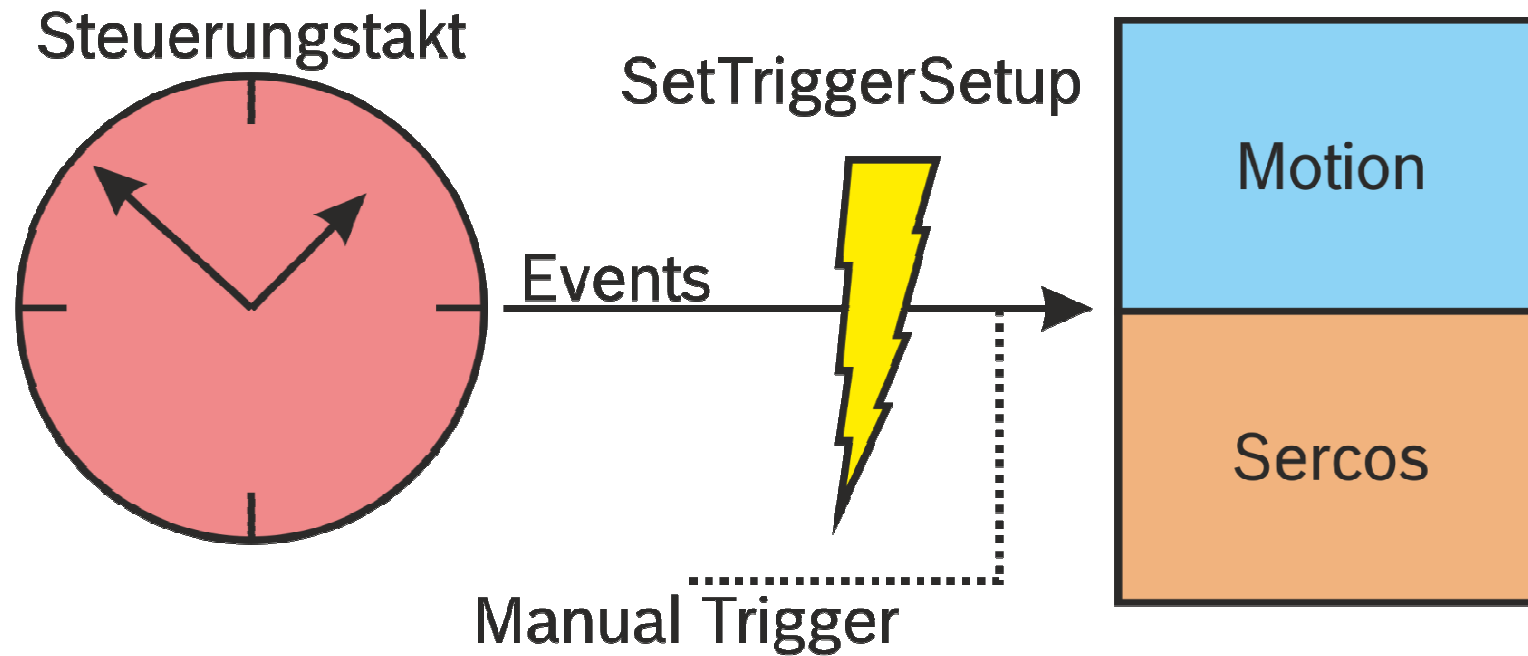 Steuerungstakt
SetTriggerSetup
Motion
Events
Sercos
Manual Trigger